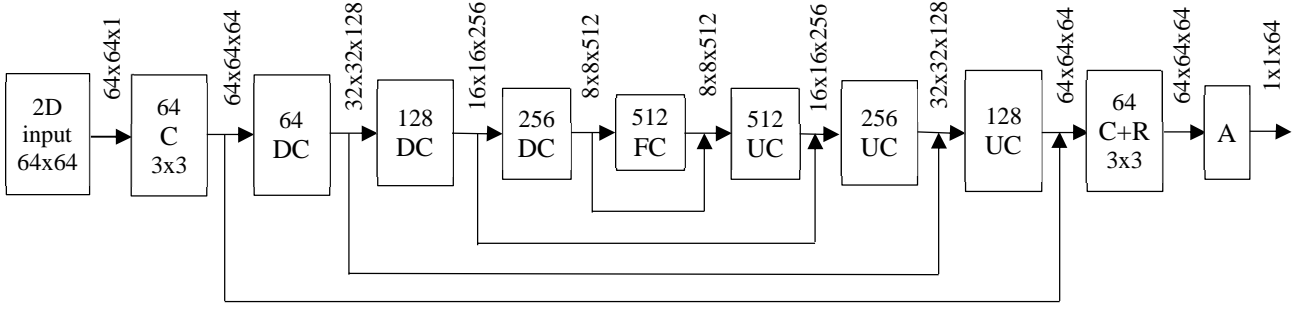 64x64x1
64x64x64
32x32x128
16x16x256
8x8x512
8x8x512
16x16x256
32x32x128
64x64x64
64x64x64
1x1x64
2D
input
64x64
64
C
3x3
64
DC
128
DC
256
DC
512
FC
512
UC
256
UC
128
UC
64
C+R
3x3
A